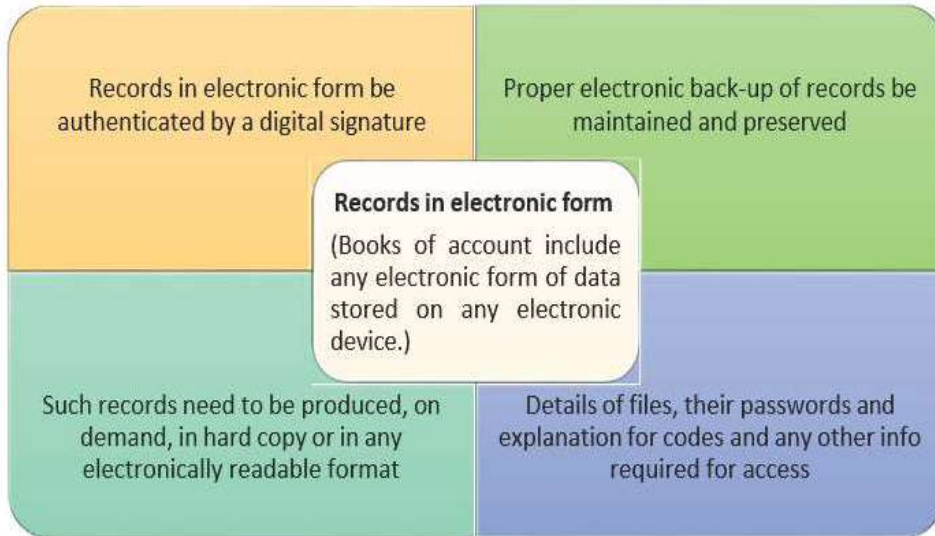 Records in electronic form be
authenticated by a digital signature
Proper electronic back-up of records be
maintained and preserved
Records in electronic form
(Books of account include
any electronic form of data
stored on any electronic
device.)
Such records need to be produced, on
demand, in hard copy or in any
electronically readable format
Details of files, their passwords and
explanation for codes and any other info
required for access